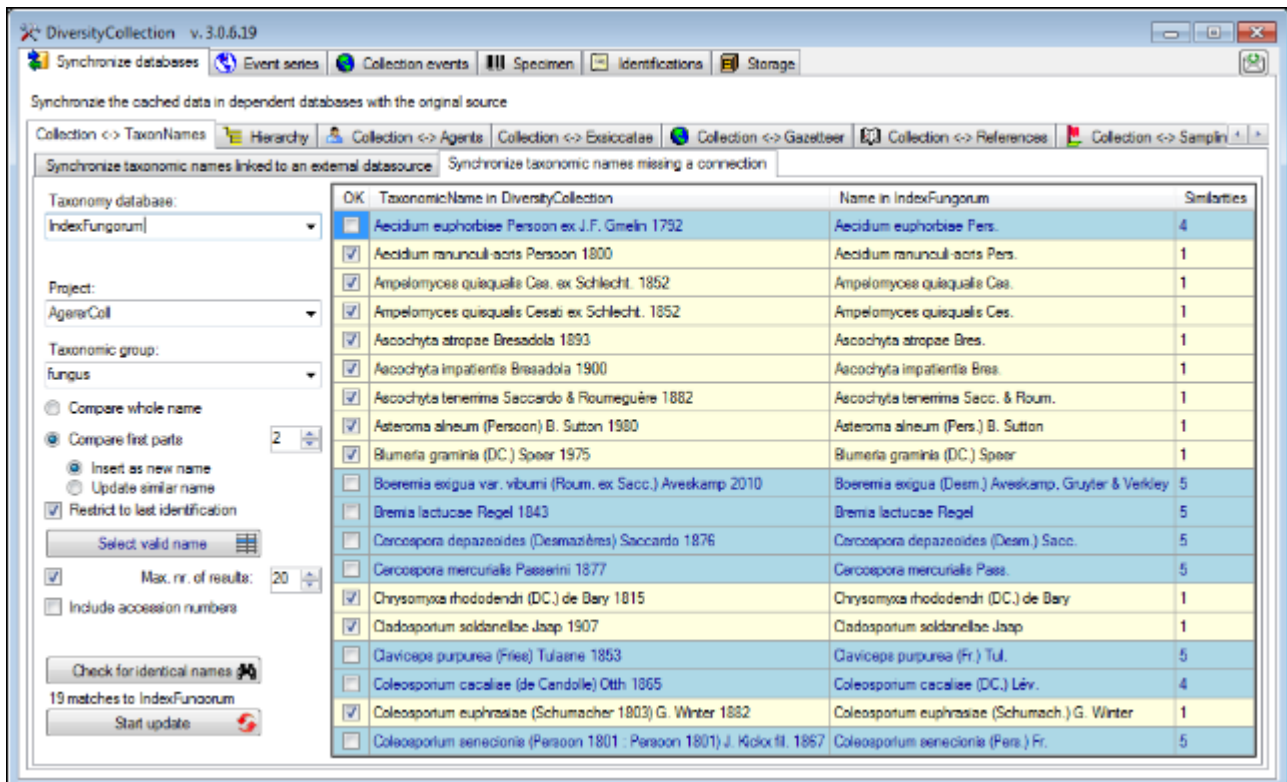 DiversityCollection v. 3.0.6.19
Synchronize databases Event series Collection events Specimen Identifications Storage
Synchronzie the cached data in dependent databases with the original source
Collection <-> TaxonNames Hierarchy Collection <-> Agents Collection <-> Exsiccatae Collection <-> Gazetteer Collection <-> References Collection <-> Samplin
Synchronize taxonomic names linked to an external datasource Synchronize taxonomic names missing a connection
Taxonomy database:
IndexFungorum
Project:
AgererColl
Taxonomic group:
fungus
Compare whole name
Compare first parts 2
Insert as new name
Update similar name
Restrict to last identification
Select valid name
Max. nr. of results: 20
Include accession numbers
Check for identical names
19 matches to IndexFungorum
Start update
OK TaxonomicName in DiversityCollection Name in IndexFungorum Similarities
Aecidium euphorbiae Persoon ex J.F. Gmelin 1792 Aecidium euphorbiae Pers. 4
Aecidium ranunculi-acris Persoon 1800 Aecidium ranunculi-acris Pers. 1
Ampelomyces quisqualis Ces. ex Schlecht. 1852 Ampelomyces quisqualis Ces. 1
Ampelomyces quisqualis Cesati ex Schlecht. 1852 Ampelomyces quisqualis Ces. 1
Ascochyta atropae Bresadola 1893 Ascochyta atropae Bres. 1
Ascochyta impatientis Bresadola 1900 Ascochyta impatientis Bres. 1
Ascochyta tenerrima Saccardo & Roumeguère 1882 Ascochyta tenerrima Sacc. & Roum. 1
Asteroma alneum (Persoon) B. Sutton 1980 Asteroma alneum (Pers.) B. Sutton 1
Blumeria graminis (DC.) Speer 1975 Blumeria graminis (DC.) Speer 1
Boeremia exigua var. viburni (Roum. ex Sacc.) Aveskamp 2010 Boeremia exigua (Desm.) Aveskamp, Gruyter & Verkley 5
Bremia lactucae Regel 1843 Bremia lactucae Regel 5
Cercospora depazeoides (Desmazières) Saccardo 1876 Cercospora depazeoides (Desm.) Sacc. 5
Cercospora mercurialis Passerini 1877 Cercospora mercurialis Pass. 5
Chrysomyxa rhododendri (DC.) de Bary 1815 Chrysomyxa rhododendri (DC.) de Bary 1
Cladosporium soldanellae Jaap 1907 Cladosporium soldanellae Jaap 1
Claviceps purpurea (Fries) Tulasne 1853 Claviceps purpurea (Fr.) Tul. 5
Coleosporium cacaliae (de Candolle) Otth 1865 Coleosporium cacaliae (DC.) Lév. 4
Coleosporium euphrasiae (Schumacher 1803) G. Winter 1882 Coleosporium euphrasiae (Schumach.) G. Winter 1
Coleosporium senecionis (Persoon 1801 : Persoon 1801) J. Kickx fil. 1867 Coleosporium senecionis (Pers.) Fr. 5